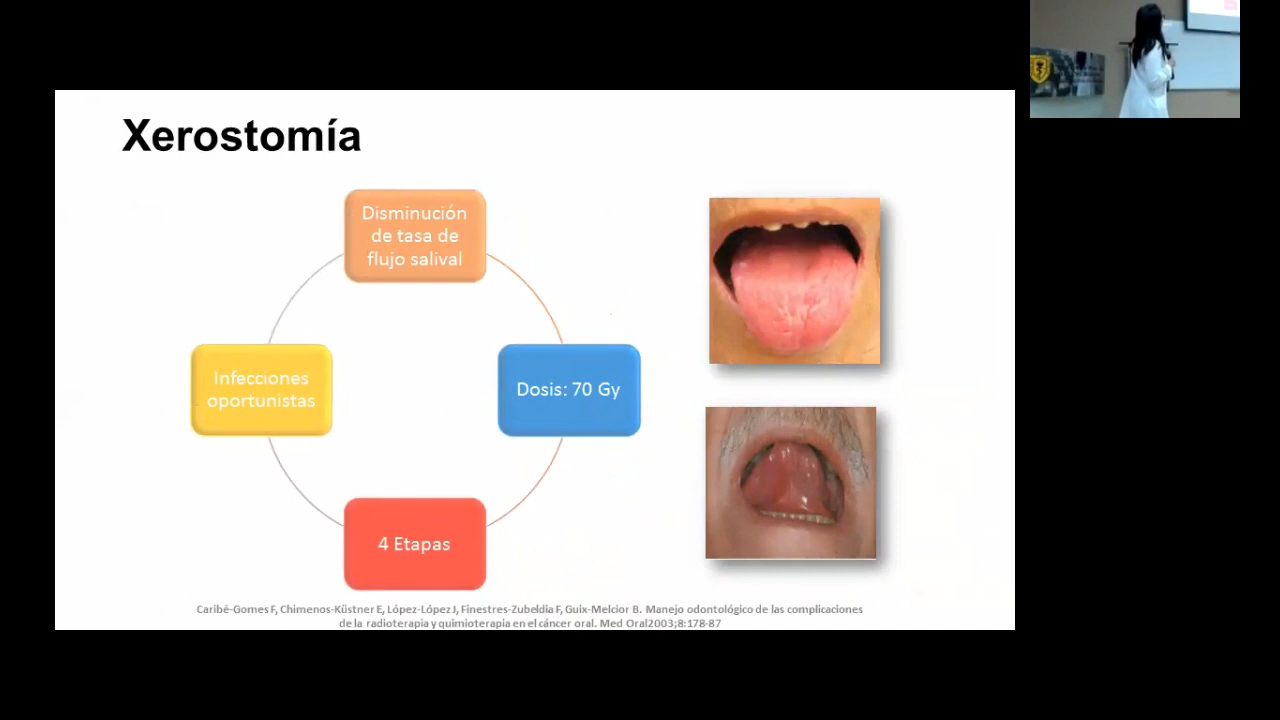 Xerostomía
Disminución
de tasa de
flujo salival
Infecciones
oportunistas
Dosis: 70 Gy
4 Etapas
Caribé-Gomes F, Chimenos-Küstner E, López-López J, Finestres-Zubeldia F, Guix-Melcior B. Manejo odontológico de las complicaciones
de la radioterapia y quimioterapia en el cáncer oral. Med Oral2003;8:178-87